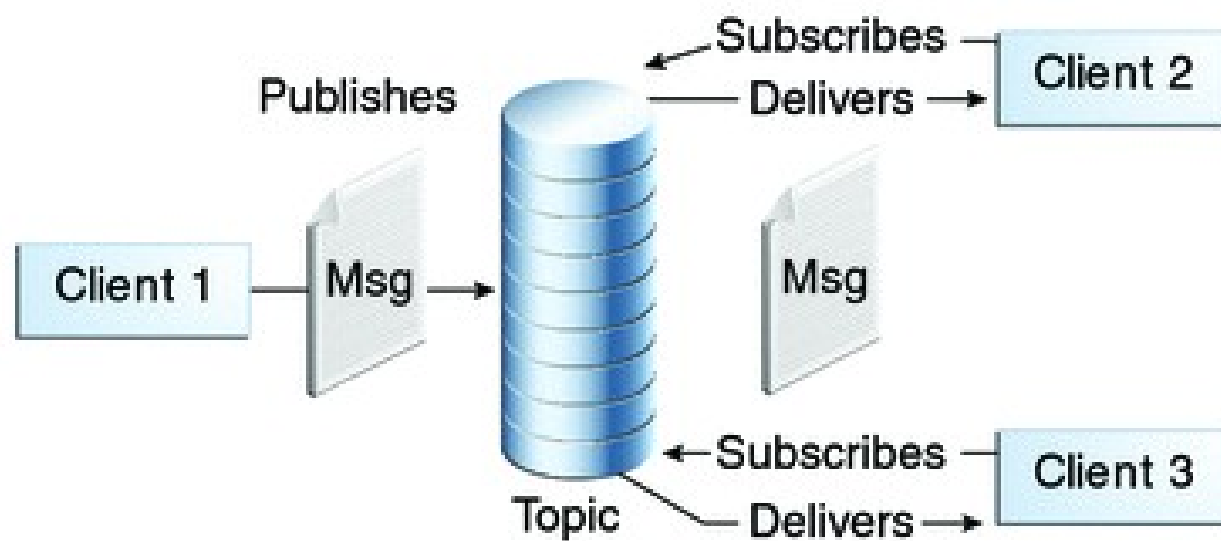 Subscribes
Client 2
Publishes
Delivers
Client 1
Msg
Msg
Subscribes
Client 3
Topic
Delivers